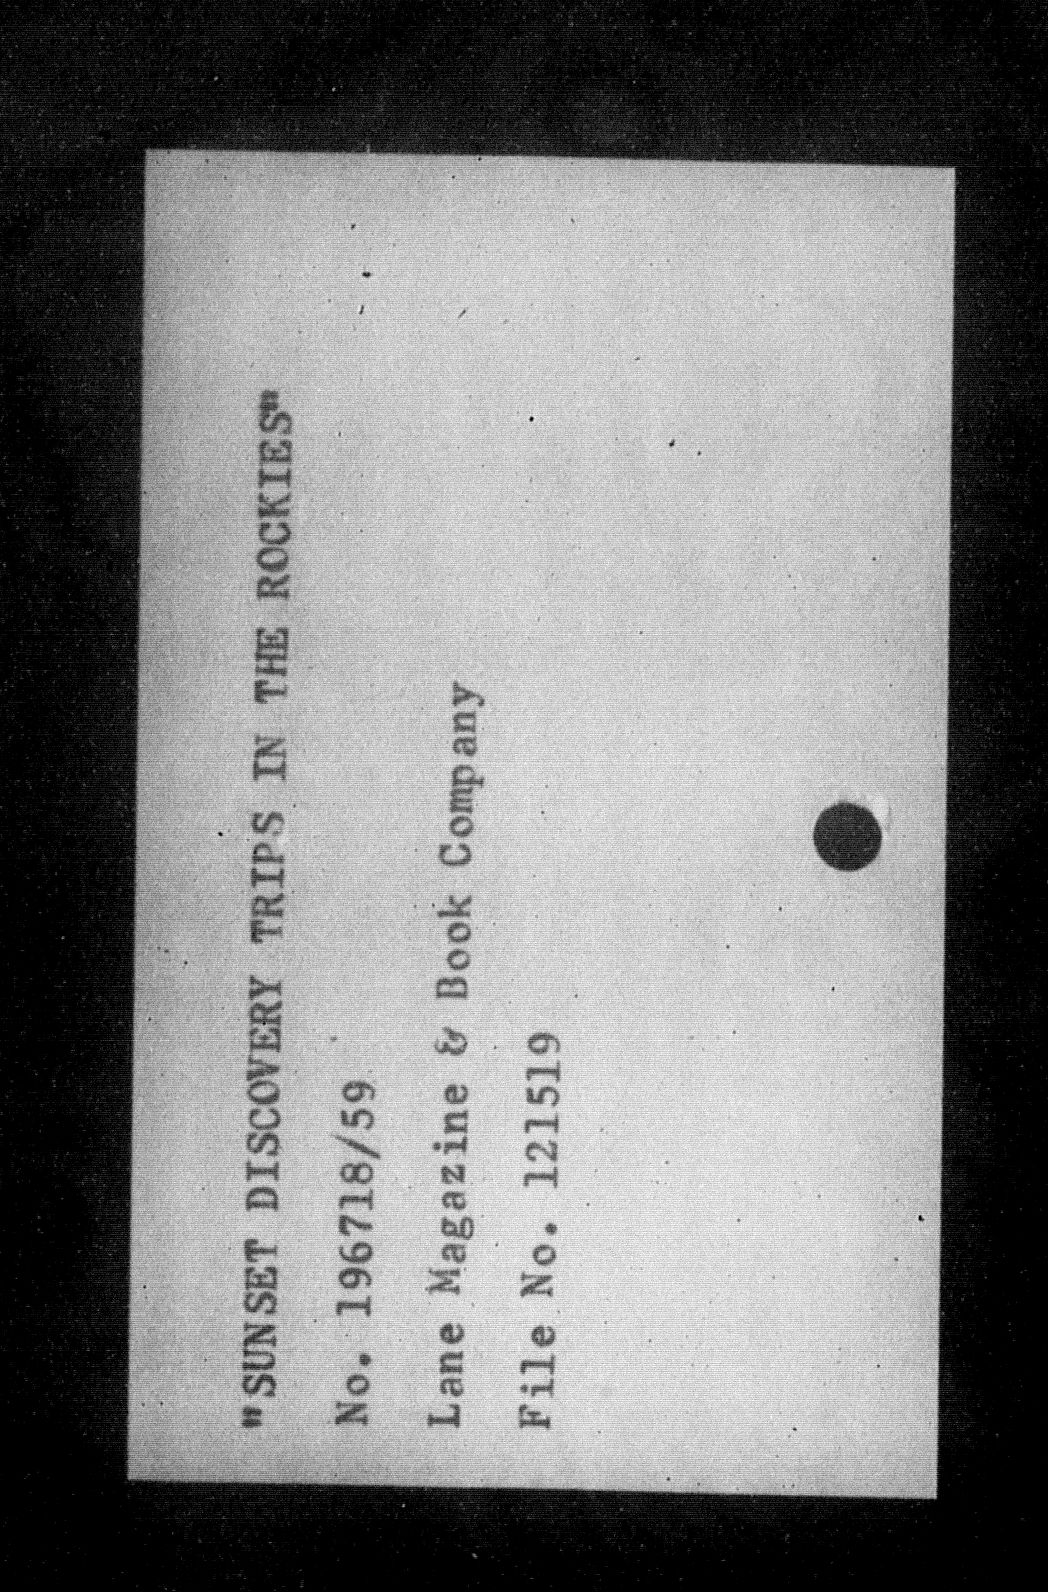 "SUNSET DISCOVERY TRIPS IN THE ROCKIES"
No. 196718/59
Lane Magazine & Book Company
File No. 121519